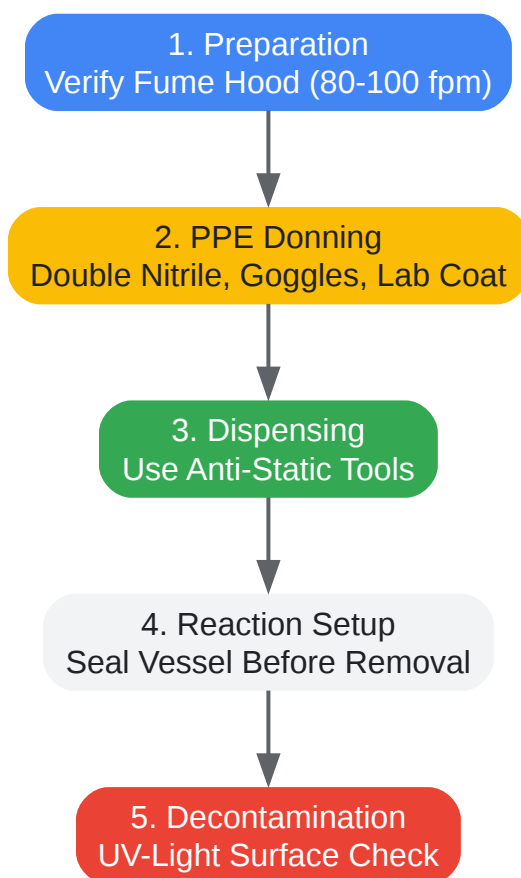 1. Preparation
Verify Fume Hood (80-100 fpm)
2. PPE Donning
Double Nitrile, Goggles, Lab Coat
3. Dispensing
Use Anti-Static Tools
4. Reaction Setup
Seal Vessel Before Removal
5. Decontamination
UV-Light Surface Check